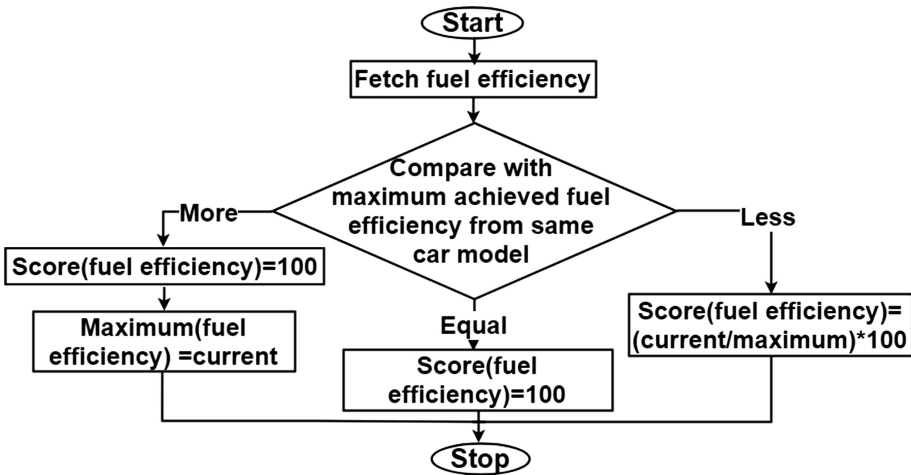 Start
Fetch fuel efficiency
Compare with
maximum achieved fuel
efficiency from same
car model
More
Less
Equal
Score(fuel efficiency)=100
Maximum(fuel
efficiency) =current
Score(fuel
efficiency)=100
Score(fuel efficiency)=
(current/maximum)*100
Stop